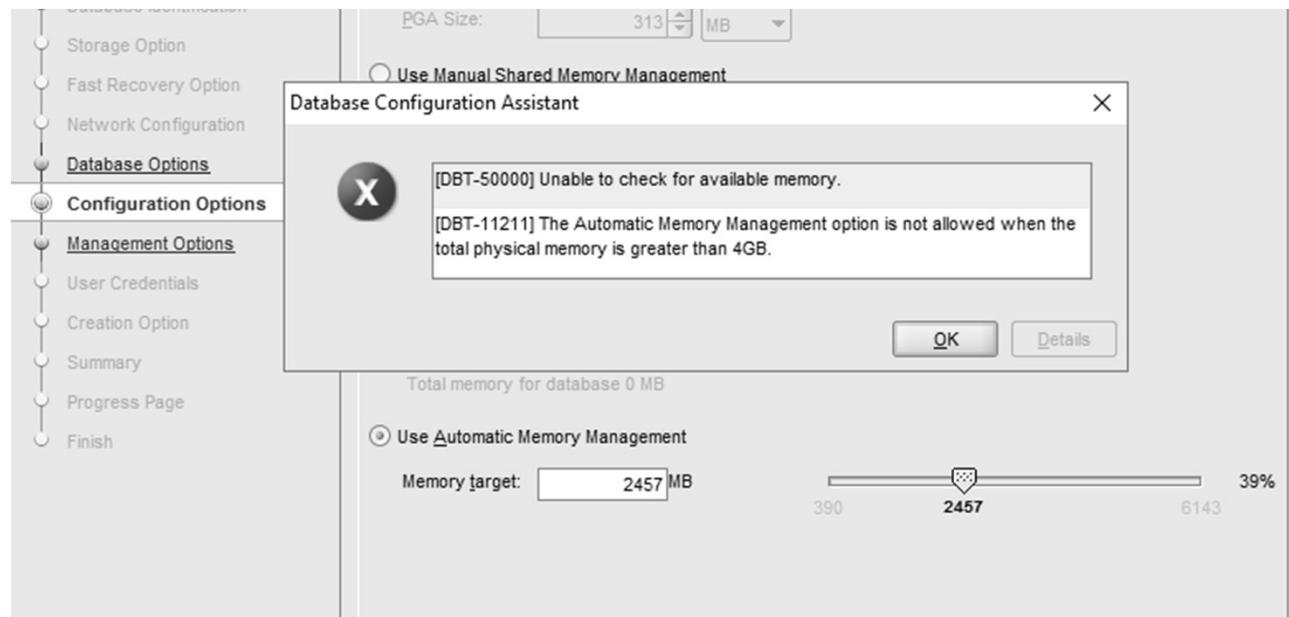 Database Identification
Storage Option
Fast Recovery Option
Network Configuration
Database Options
Configuration Options
Management Options
User Credentials
Creation Option
Summary
Progress Page
Finish
PGA Size: 313 MB
Use Manual Shared Memory Management
Database Configuration Assistant
X
[DBT-50000] Unable to check for available memory.
[DBT-11211] The Automatic Memory Management option is not allowed when the
total physical memory is greater than 4GB.
OK Details
Total memory for database 0 MB
Use Automatic Memory Management
Memory target: 2457 MB 39%
390 2457 6143